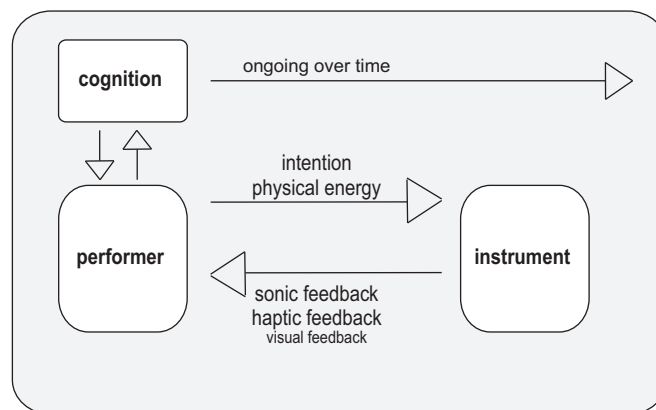 cognition
ongoing over time
intention
physical energy
performer
instrument
sonic feedback
haptic feedback
visual feedback